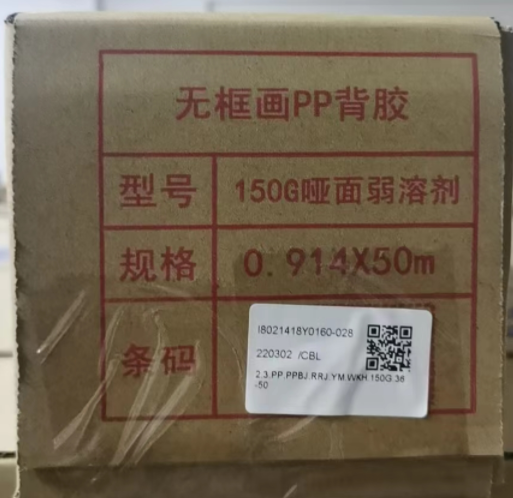 无框画PP背胶
型号 150G哑面弱溶剂
规格 0.914X50m
条码
I8021418Y0160-028
220302 /CBL
2.3.PP.PPBJ.RRJ.YM.WKH.150G.36
-50